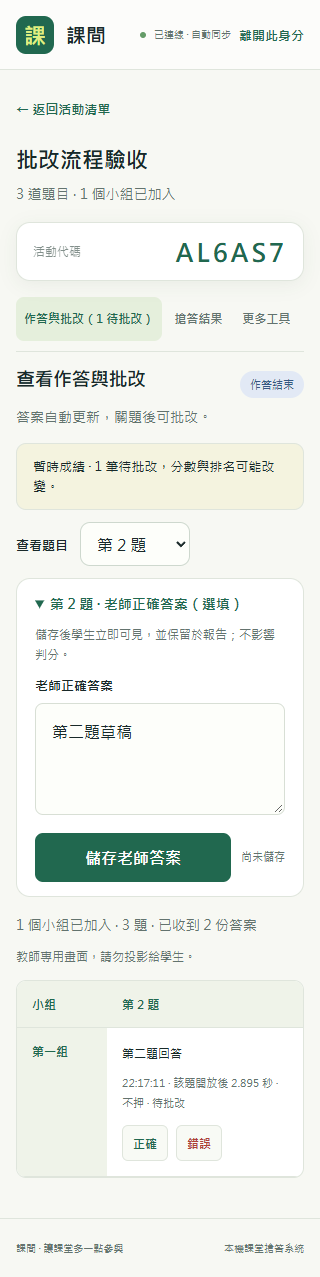 課 課間 已連線 · 自動同步 離開此身分
← 返回活動清單
批改流程驗收
3 道題目 · 1 個小組已加入
活動代碼 AL6AS7
作答與批改（1 待批改） 搶答結果 更多工具
查看作答與批改 作答結束
答案自動更新，關題後可批改。
暫時成績 · 1 筆待批改，分數與排名可能改
變。
查看題目 第 2 題
▼ 第 2 題 · 老師正確答案（選填）
儲存後學生立即可見，並保留於報告；不影響
判分。
老師正確答案
第二題草稿
儲存老師答案 尚未儲存
1 個小組已加入 · 3 題 · 已收到 2 份答案
教師專用畫面，請勿投影給學生。
小組 第 2 題
第一組 第二題回答
22:17:11 · 該題開放後 2.895 秒 ·
不押 · 待批改
正確 錯誤
課間 · 讓課堂多一點參與 本機課堂搶答系統